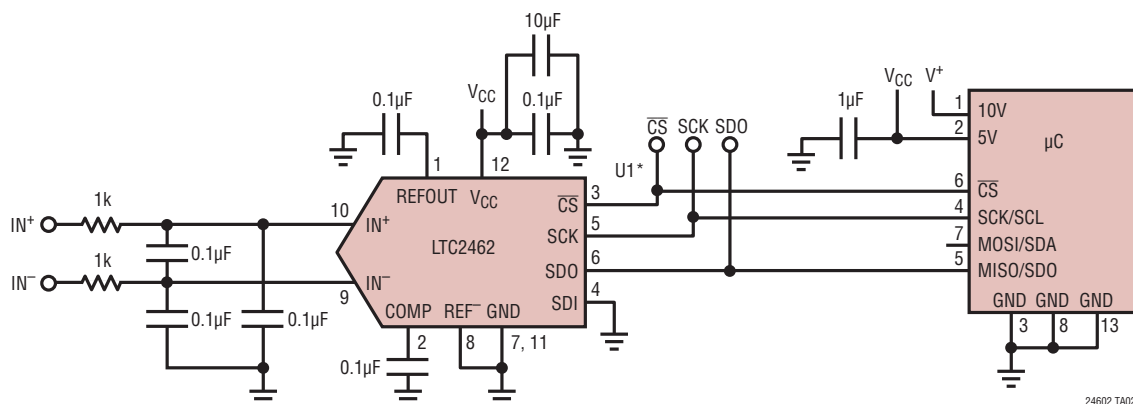 10µF
0.1µF
VCC
0.1µF
CS
SCK
SDO
VCC
V+
1µF
1
10V
2
5V
µC
1
12
U1*
REFOUT
VCC
3
CS
6
CS
IN+
1k
10
IN+
LTC2462
5
SCK
4
SCK/SCL
0.1µF
7
MOSI/SDA
IN−
1k
9
IN−
6
SDO
5
MISO/SDO
4
SDI
0.1µF
0.1µF
COMP
REF−
GND
GND
GND
GND
2
8
7, 11
3
8
13
0.1µF
24602 TA02